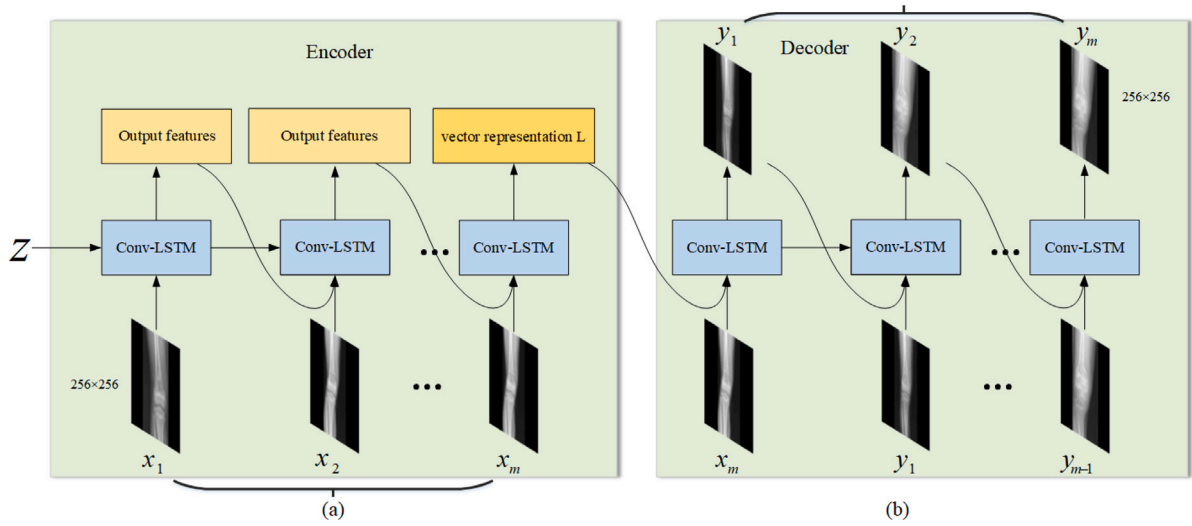 Encoder
Output features
Output features
vector representation L
z
Conv-LSTM
Conv-LSTM
...
Conv-LSTM
256×256
...
x1
x2
xm
(a)
y1
y2
ym
Decoder
256×256
Conv-LSTM
Conv-LSTM
...
Conv-LSTM
...
xm
y1
ym-1
(b)